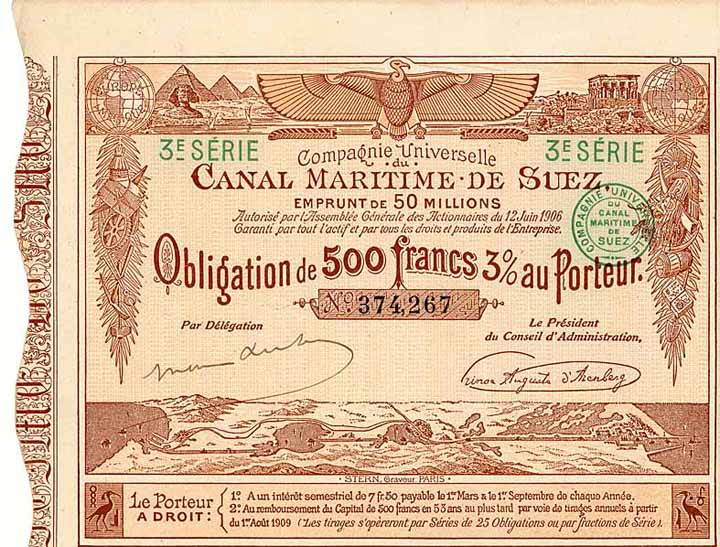 3E SÉRIE
3E SÉRIE
Compagnie Universelle
du
CANAL MARITIME DE SUEZ
EMPRUNT DE 50 MILLIONS
Autorisé par l'Assemblée Générale des Actionnaires du 12 Juin 1906
Garanti par tout l'actif et par tous les droits et produits de l'Entreprise.
COMPAGNIE UNIVERSELLE
DU
CANAL
MARITIME
DE
SUEZ
Obligation de 500 francs 3% au Porteur.
No. 374,267
Par Délégation
Le Président
du Conseil d'Administration,
Prince Auguste d'Arenberg
STERN, Graveur. PARIS
Le Porteur
A DROIT:
1o. A un intérêt semestriel de 7 fr. 50 payable le 1er Mars & le 1er Septembre de chaque Année.
2o. Au remboursement du Capital de 500 francs en 53 ans au plus tard par voie de tirages annuels à partir
du 1er Août 1909 (Les tirages s'opéreront par Séries de 25 Obligations ou par fractions de Série).